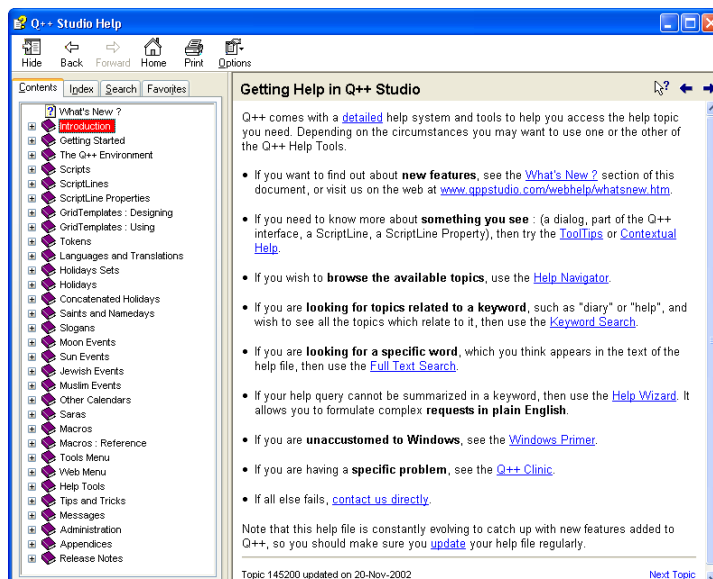 Q++ Studio Help
Hide Back Forward Home Print Options
Contents Index Search Favorites
What's New ?
Introduction
Getting Started
The Q++ Environment
Scripts
ScriptLines
ScriptLine Properties
GridTemplates : Designing
GridTemplates : Using
Tokens
Languages and Translations
Holidays Sets
Holidays
Concatenated Holidays
Saints and Namedays
Slogans
Moon Events
Sun Events
Jewish Events
Muslim Events
Other Calendars
Saras
Macros
Macros : Reference
Tools Menu
Web Menu
Help Tools
Tips and Tricks
Messages
Administration
Appendices
Release Notes
Getting Help in Q++ Studio
Q++ comes with a detailed help system and tools to help you access the help topic
you need. Depending on the circumstances you may want to use one or the other of
the Q++ Help Tools.
• If you want to find out about new features, see the What's New ? section of this
document, or visit us on the web at www.qppstudio.com/webhelp/whatsnew.htm.
• If you need to know more about something you see : (a dialog, part of the Q++
interface, a ScriptLine, a ScriptLine Property), then try the ToolTips or Contextual
Help.
• If you wish to browse the available topics, use the Help Navigator.
• If you are looking for topics related to a keyword, such as "diary" or "help", and
wish to see all the topics which relate to it, then use the Keyword Search.
• If you are looking for a specific word, which you think appears in the text of the
help file, then use the Full Text Search.
• If your help query cannot be summarized in a keyword, then use the Help Wizard. It
allows you to formulate complex requests in plain English.
• If you are unaccustomed to Windows, see the Windows Primer.
• If you are having a specific problem, see the Q++ Clinic.
• If all else fails, contact us directly.
Note that this help file is constantly evolving to catch up with new features added to
Q++, so you should make sure you update your help file regularly.
Topic 145200 updated on 20-Nov-2002 Next Topic